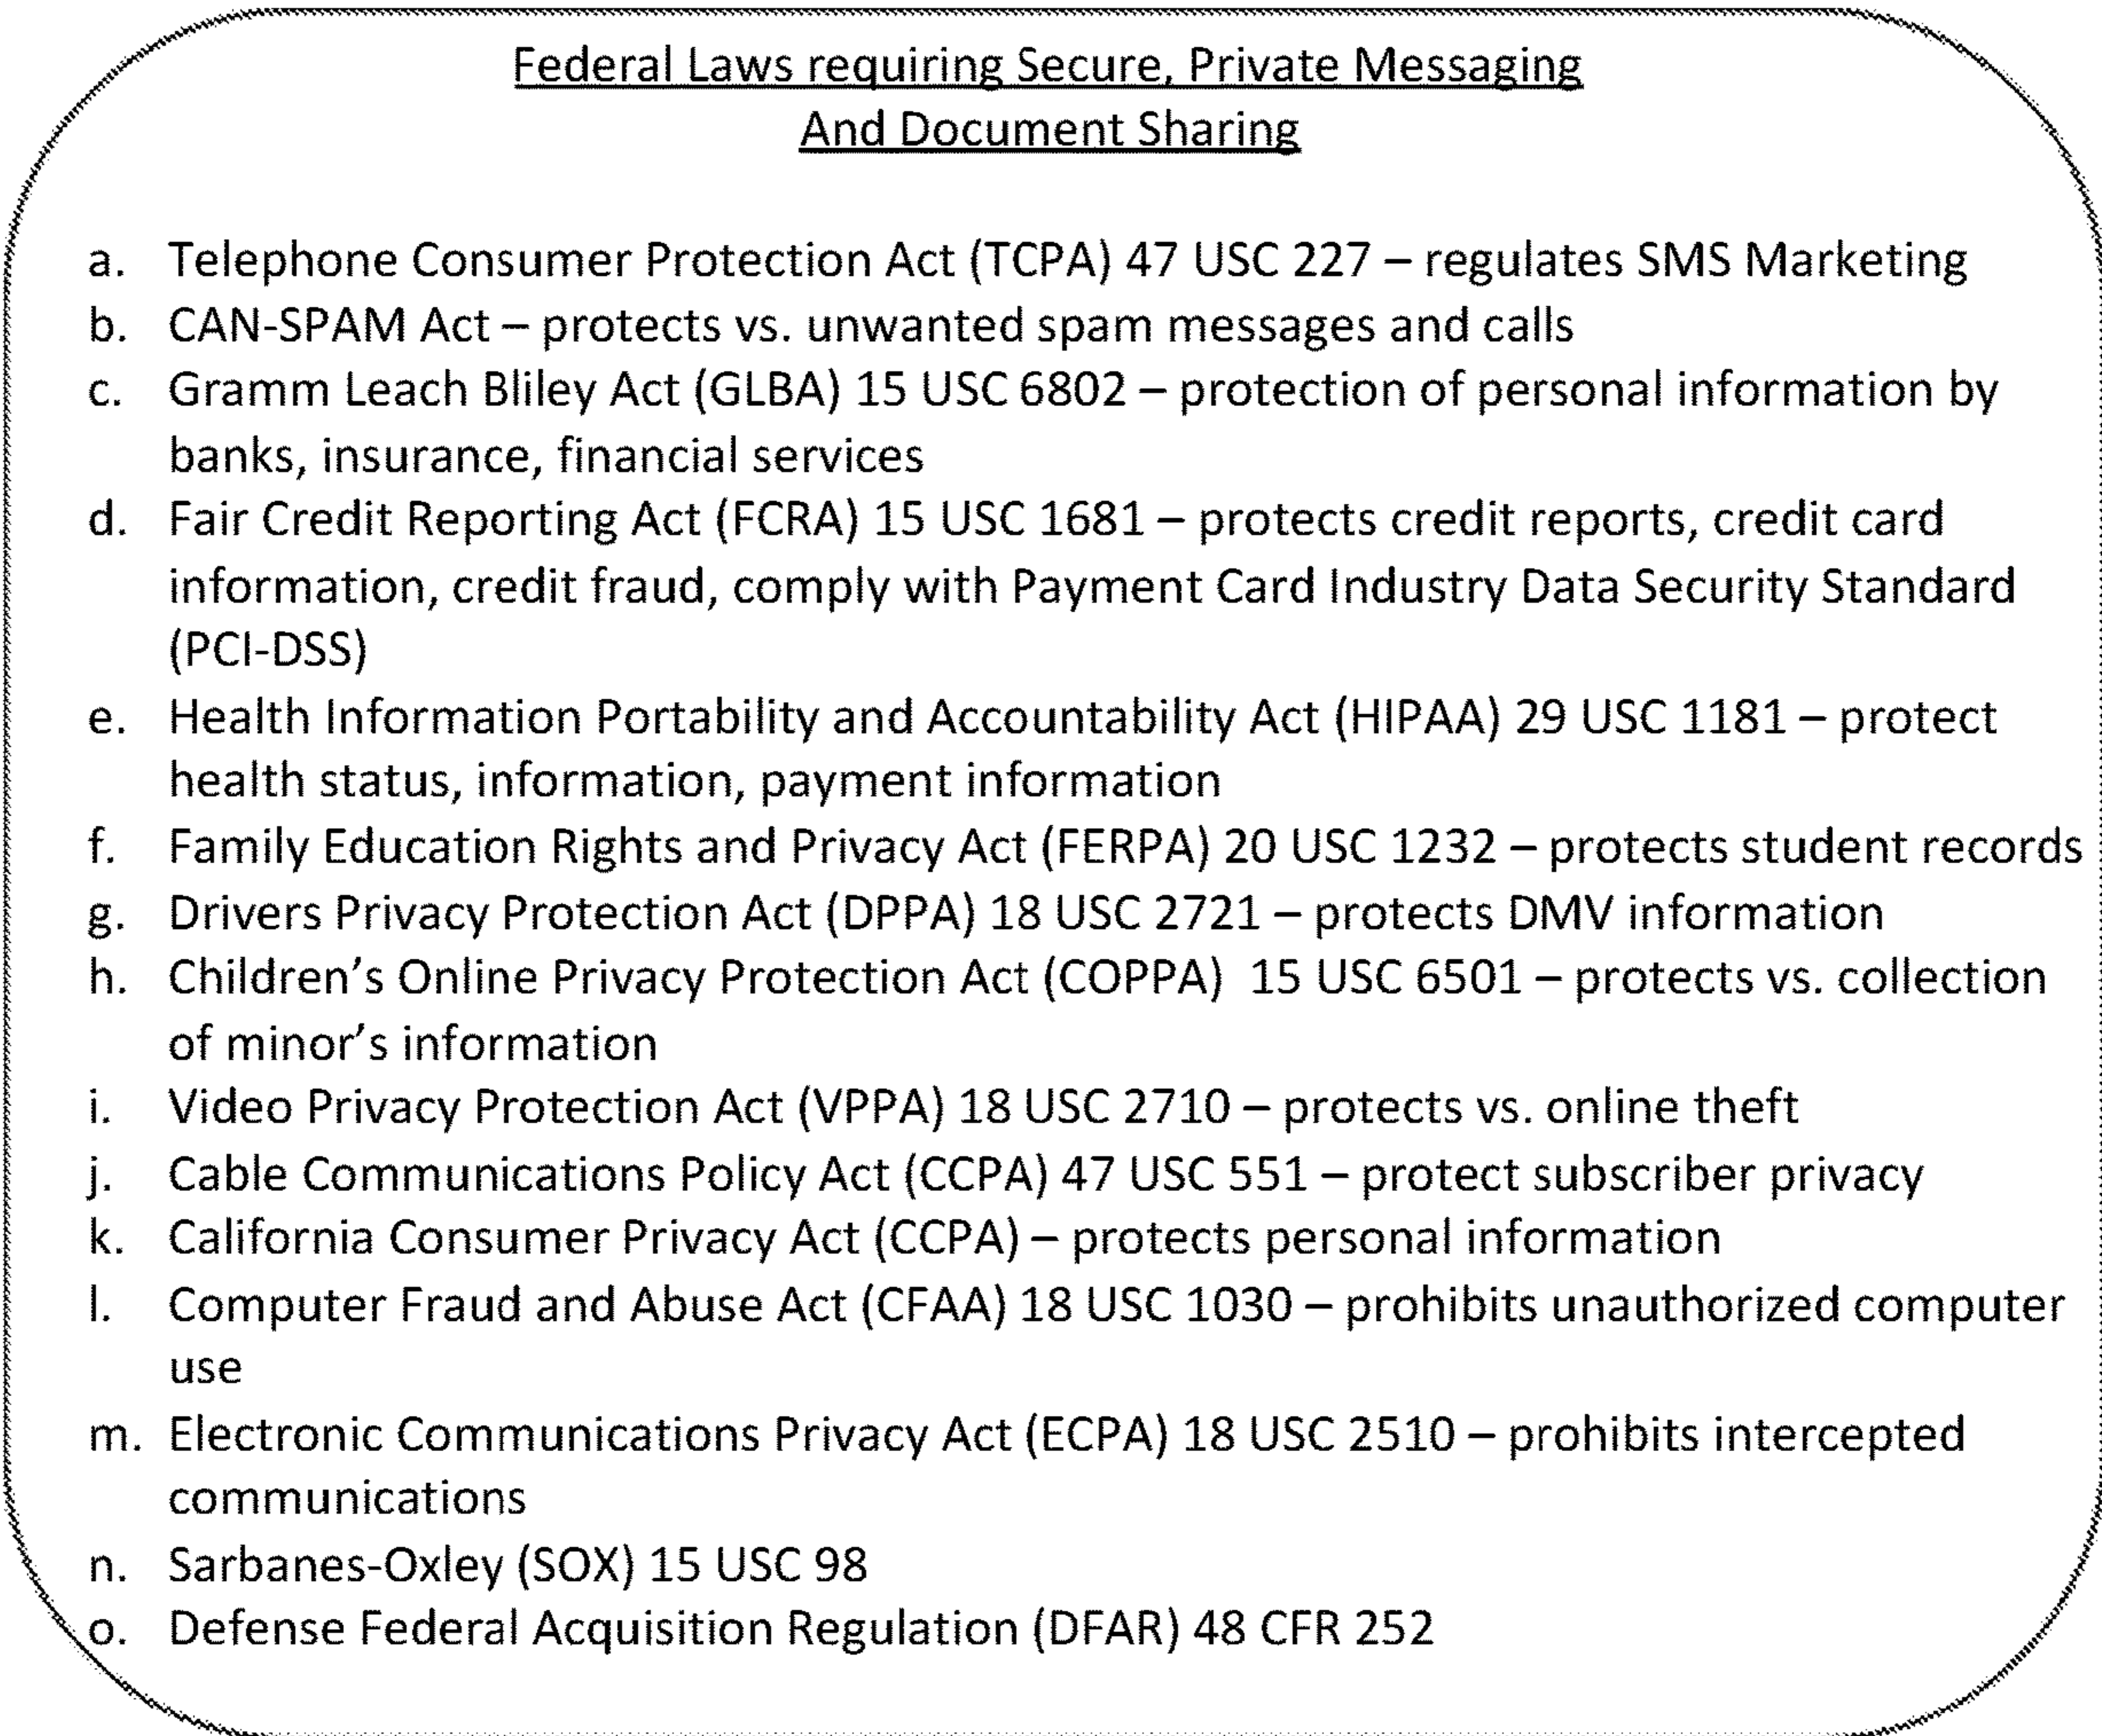 Federal Laws requiring Secure, Private Messaging
And Document Sharing
a. Telephone Consumer Protection Act (TCPA) 47 USC 227 – regulates SMS Marketing
b. CAN-SPAM Act – protects vs. unwanted spam messages and calls
c. Gramm Leach Bliley Act (GLBA) 15 USC 6802 – protection of personal information by
banks, insurance, financial services
d. Fair Credit Reporting Act (FCRA) 15 USC 1681 – protects credit reports, credit card
information, credit fraud, comply with Payment Card Industry Data Security Standard
(PCI-DSS)
e. Health Information Portability and Accountability Act (HIPAA) 29 USC 1181 – protect
health status, information, payment information
f. Family Education Rights and Privacy Act (FERPA) 20 USC 1232 – protects student records
g. Drivers Privacy Protection Act (DPPA) 18 USC 2721 – protects DMV information
h. Children’s Online Privacy Protection Act (COPPA)  15 USC 6501 – protects vs. collection
of minor’s information
i. Video Privacy Protection Act (VPPA) 18 USC 2710 – protects vs. online theft
j. Cable Communications Policy Act (CCPA) 47 USC 551 – protect subscriber privacy
k. California Consumer Privacy Act (CCPA) – protects personal information
l. Computer Fraud and Abuse Act (CFAA) 18 USC 1030 – prohibits unauthorized computer
use
m. Electronic Communications Privacy Act (ECPA) 18 USC 2510 – prohibits intercepted
communications
n. Sarbanes-Oxley (SOX) 15 USC 98
o. Defense Federal Acquisition Regulation (DFAR) 48 CFR 252